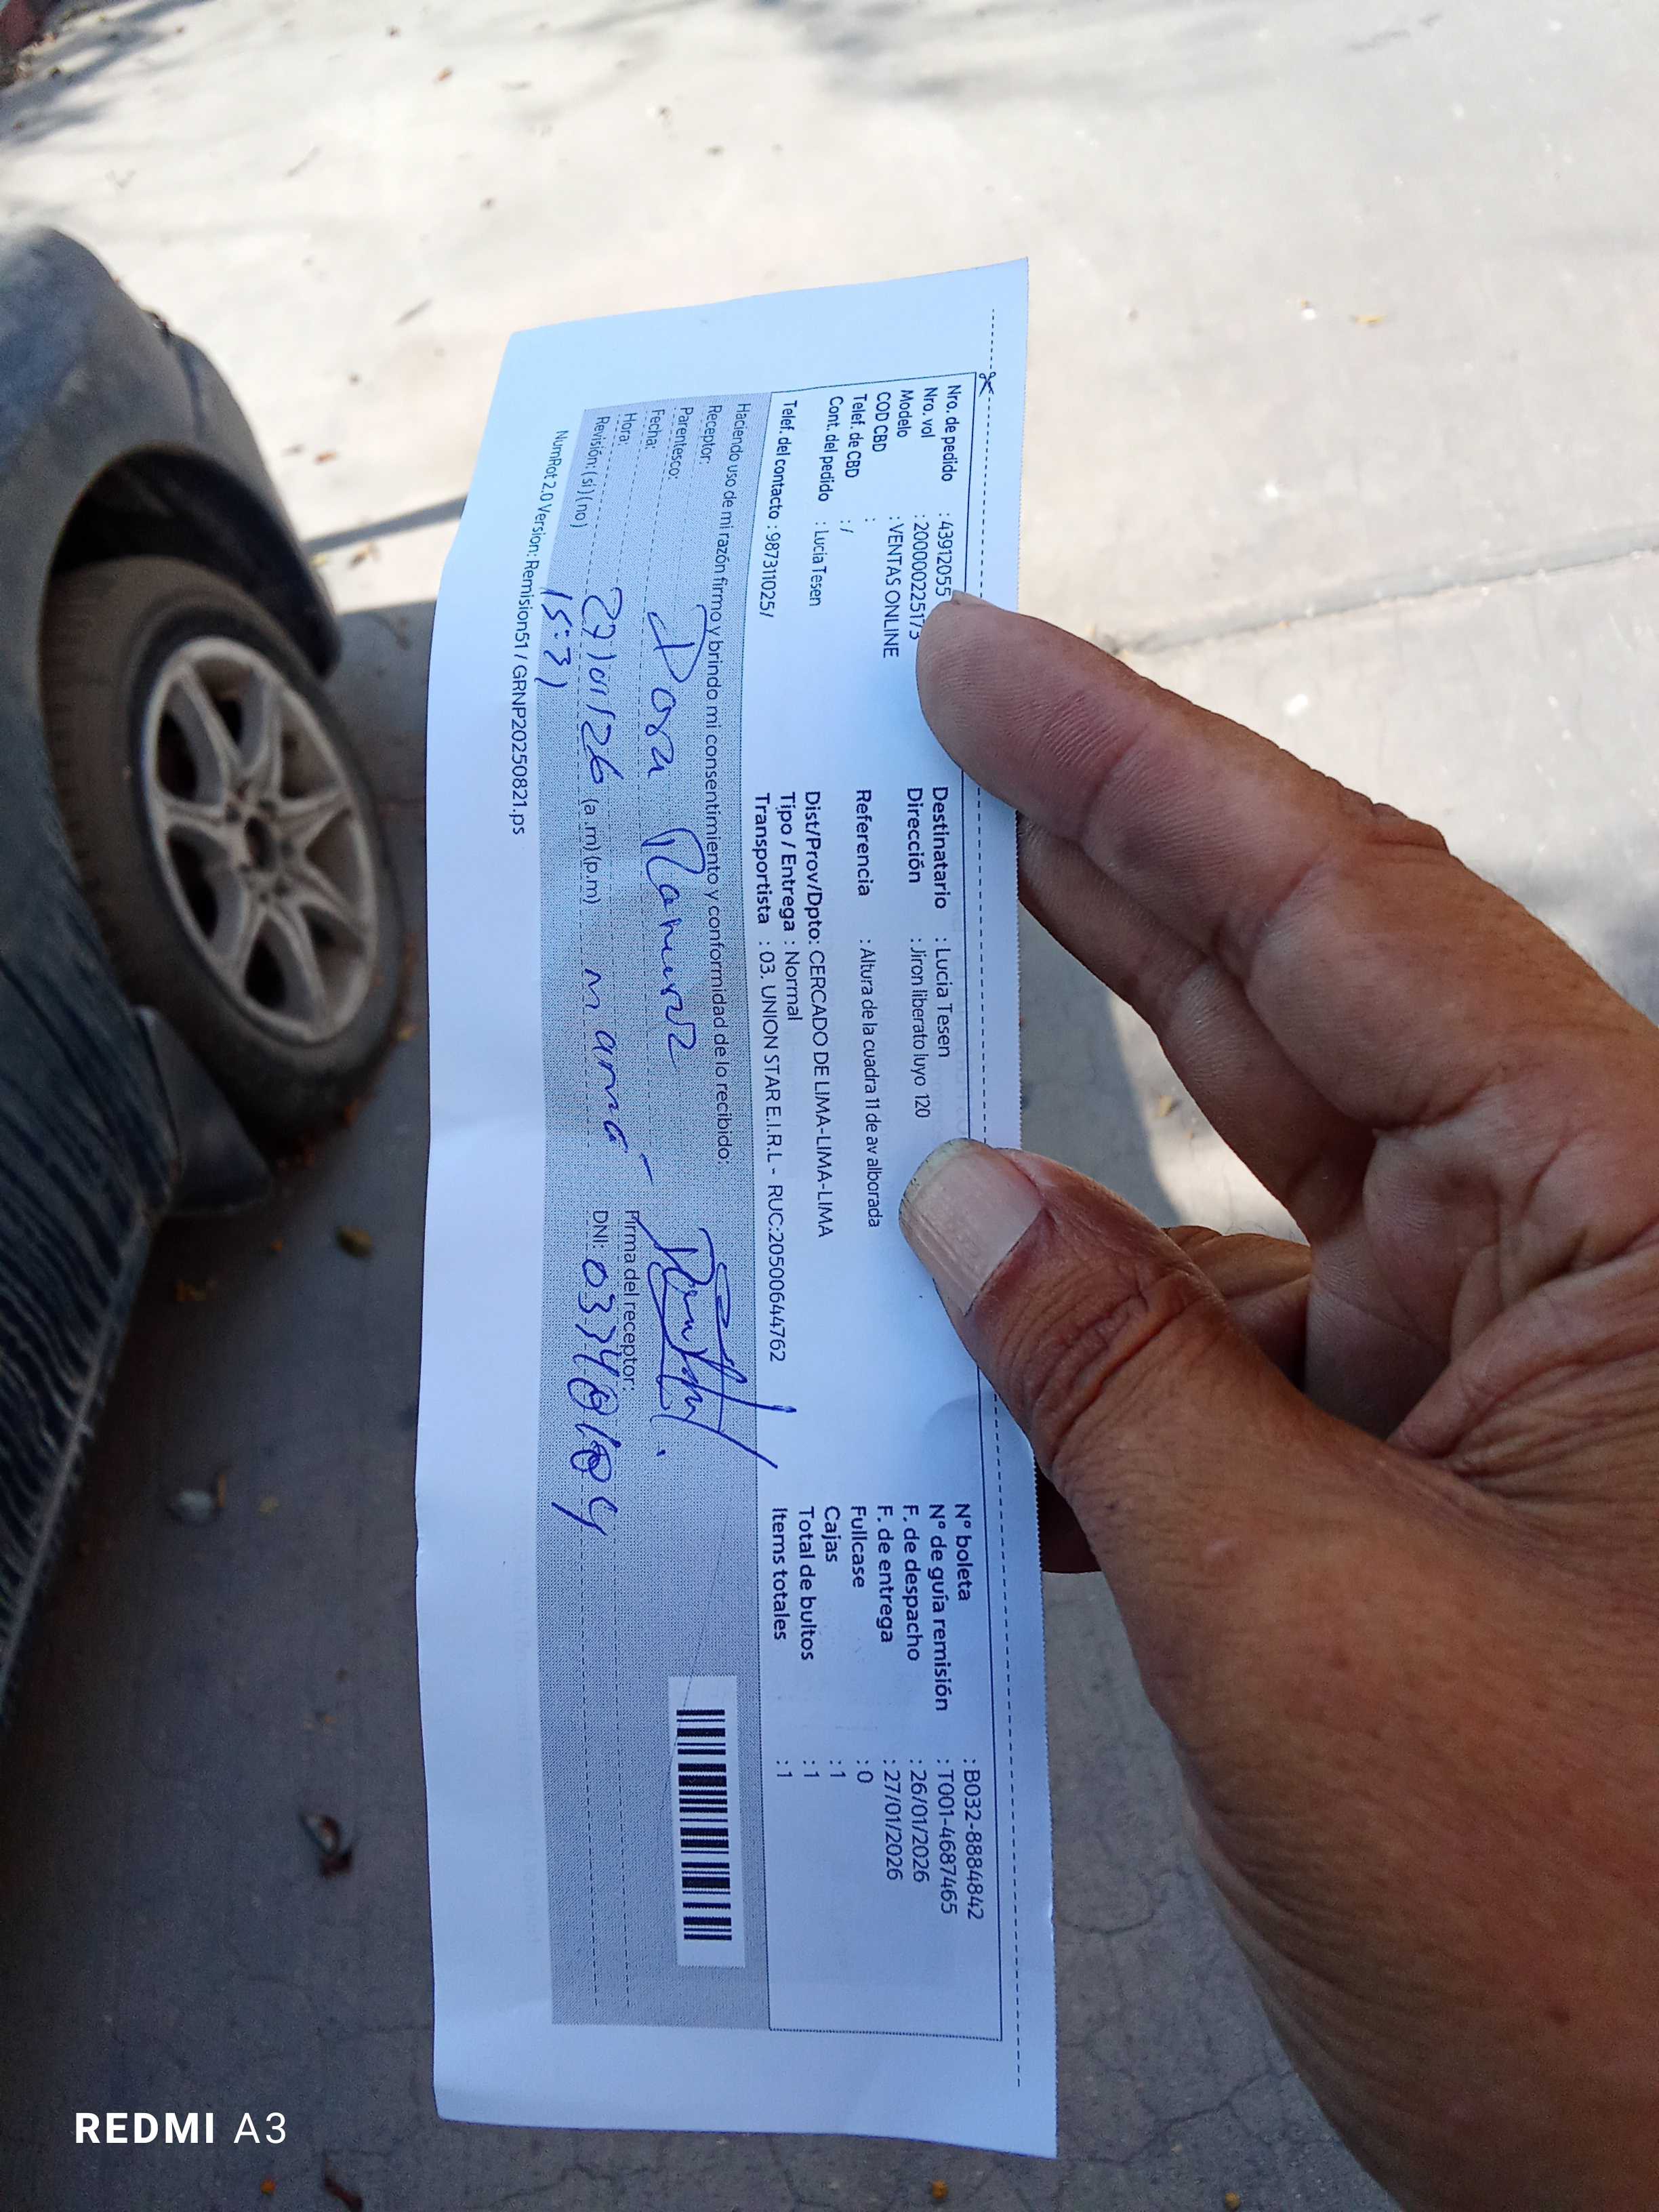 Nro. de pedido : 43912055
Nro. vol : 20000022517
Modelo : VENTAS ONLINE
COD CBD :
Telef. de CBD : /
Cont. del pedido : Lucia Tesen
Telef. del contacto : 987311025/
Destinatario : Lucia Tesen
Dirección : Jiron liberato luyo 120
Referencia : Altura de la cuadra 11 de av alborada
Dist/Prov/Dpto: CERCADO DE LIMA-LIMA-LIMA
Tipo / Entrega : Normal
Transportista : 03. UNION STAR E.I.R.L - RUC:20500644762
N° boleta : B032-8884842
N° de guía remisión : T001-4687465
F. de despacho : 26/01/2026
F. de entrega : 27/01/2026
Fullcase : 0
Cajas : 1
Total de bultos : 1
Items totales : 1
Haciendo uso de mi razón firmo y brindo mi consentimiento y conformidad de lo recibido:
Receptor:
Parentesco: Ramirez
Fecha:
Hora: 27/01/26 (a.m) (p.m) mamá
Revisión: (si) (no) 15:31
Firma del receptor:
DNI:
NumRot 2.0 Version: Remision51 / GRNP20250821.ps
REDMI A3